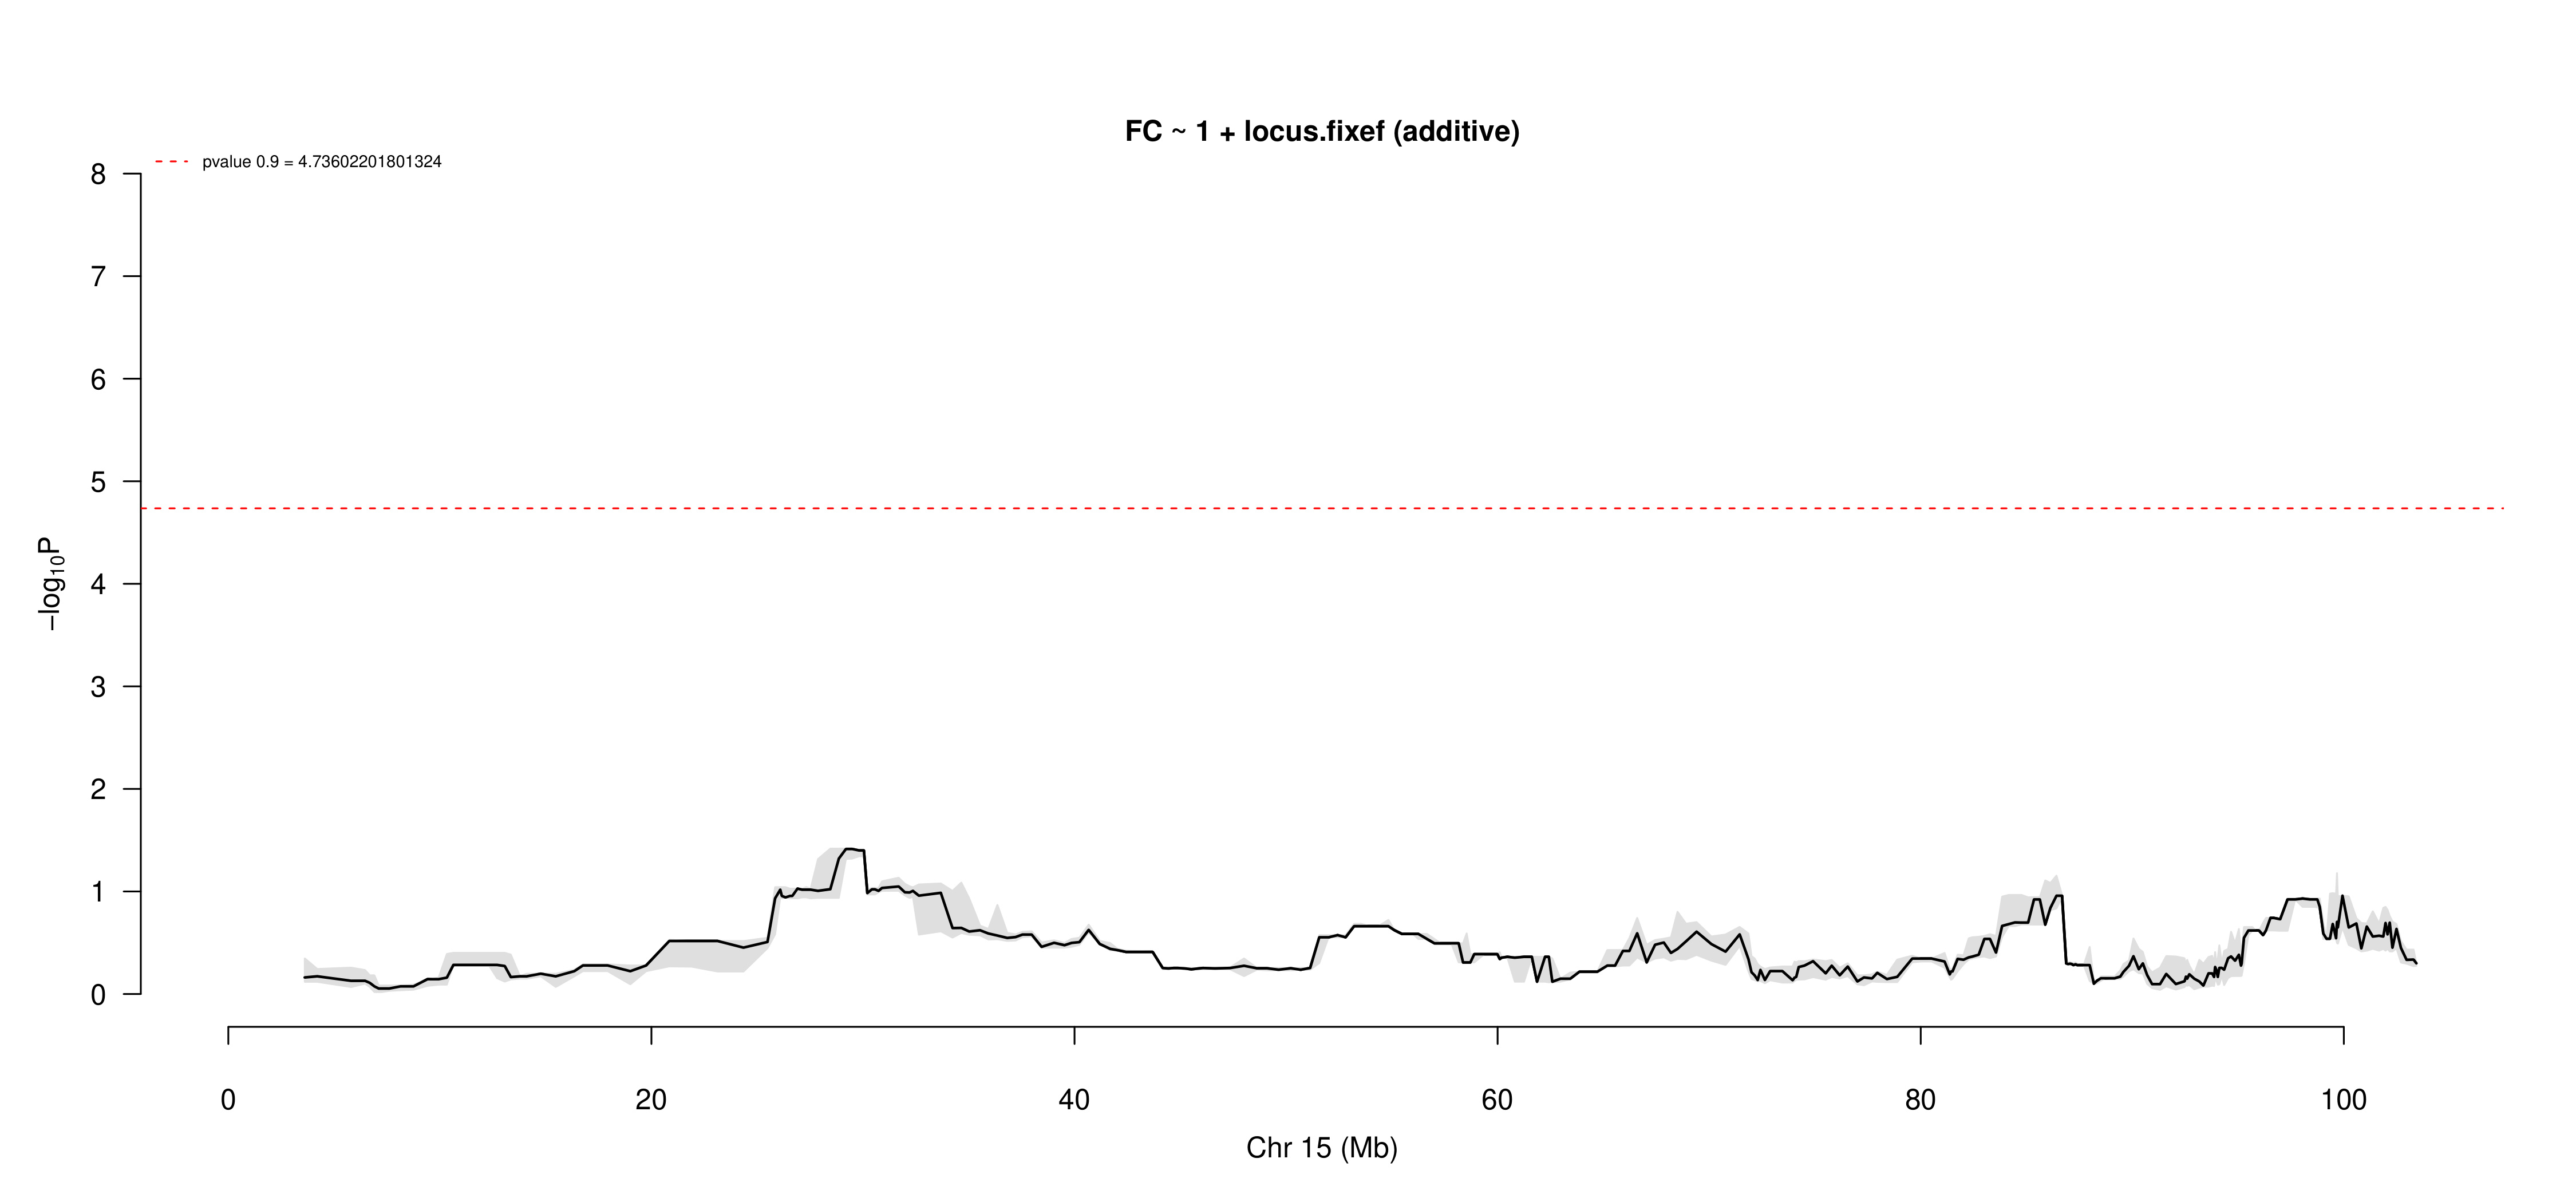 FC ~ 1 + locus.fixef (additive)
pvalue 0.9 = 4.73602201801324
8
7
6
5
4
3
2
1
0
−log10P
0 20 40 60 80 100
Chr 15 (Mb)